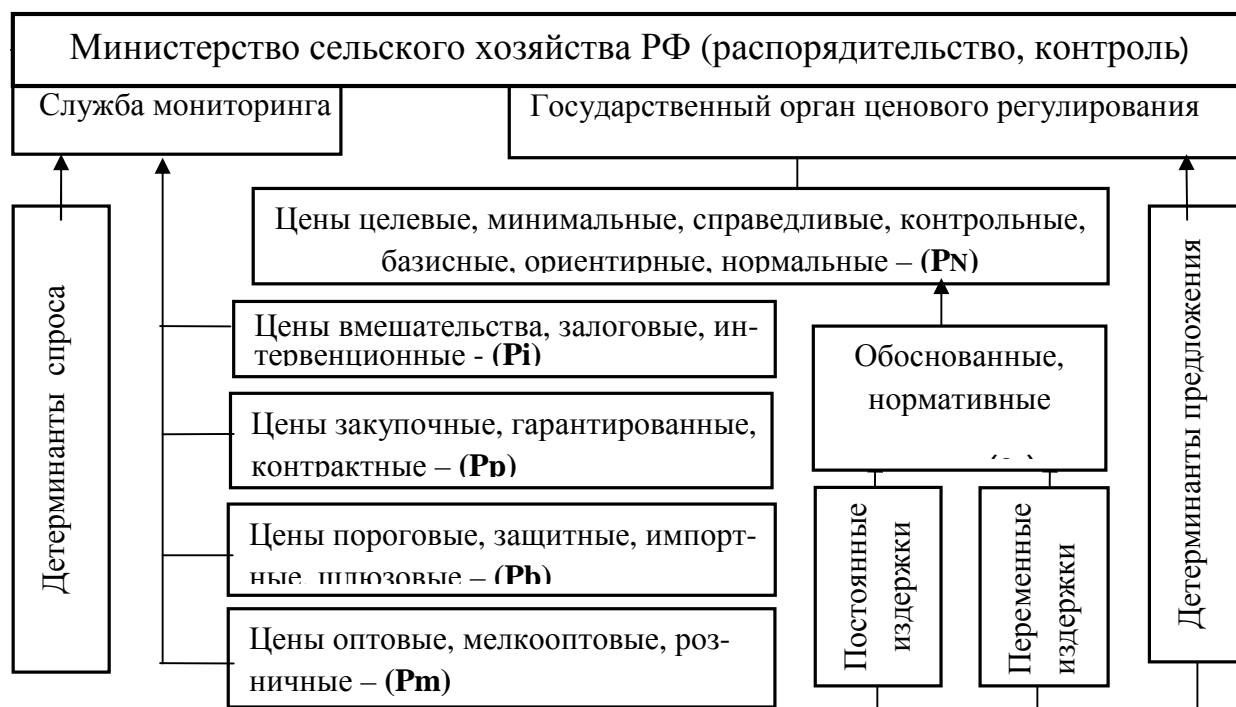 Министерство сельского хозяйства РФ (распорядительство, контроль)
Служба мониторинга
Государственный орган ценового регулирования
Цены целевые, минимальные, справедливые, контрольные,
базисные, ориентирные, нормальные – (PN)
Детерминанты спроса
Цены вмешательства, залоговые, ин-
тервенционные - (Pi)
Цены закупочные, гарантированные,
контрактные – (Pp)
Цены пороговые, защитные, импорт-
ные, шлюзовые – (Pb)
Цены оптовые, мелкооптовые, роз-
ничные – (Pm)
Обоснованные,
нормативные
Постоянные
издержки
Переменные
издержки
Детерминанты предложения